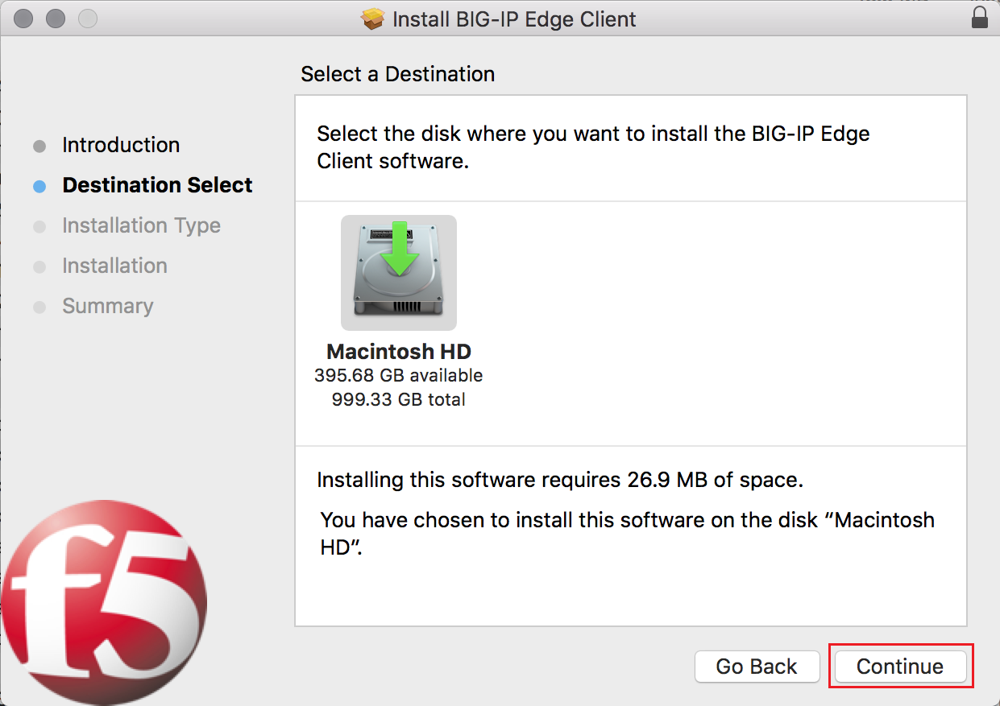 Install BIG-IP Edge Client
Select a Destination
Introduction
Destination Select
Installation Type
Installation
Summary
Select the disk where you want to install the BIG-IP Edge
Client software.
Macintosh HD
395.68 GB available
999.33 GB total
Installing this software requires 26.9 MB of space.
You have chosen to install this software on the disk “Macintosh
HD”.
f5
Go Back
Continue